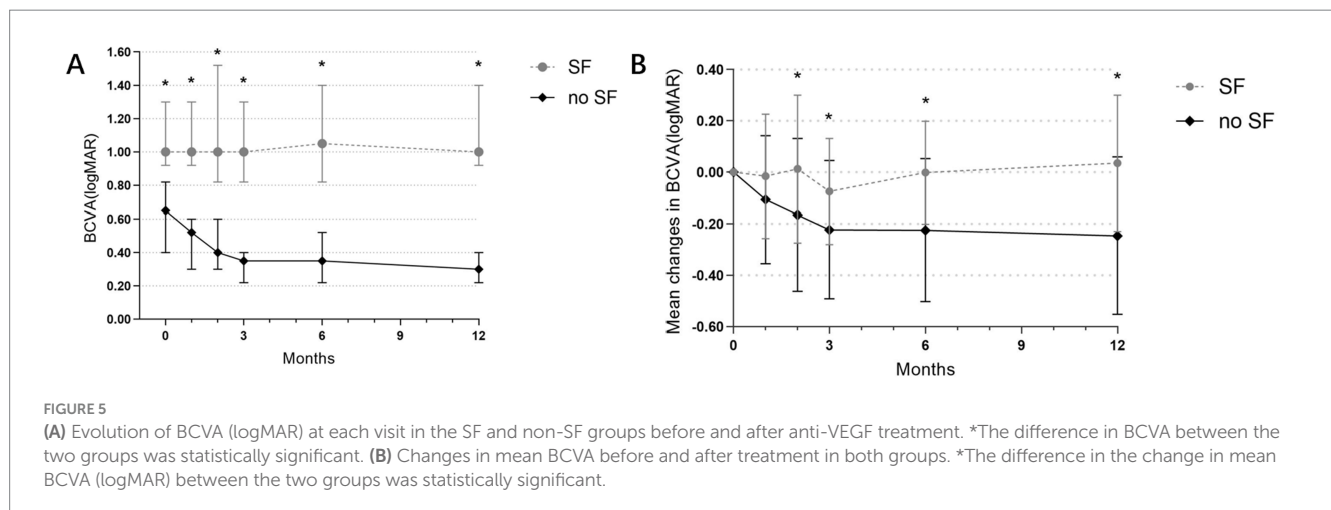 A
1.60
1.40
1.20
1.00
0.80
0.60
0.40
0.20
0.00
BCVA(logMAR)
* * * * * *
0 3 6 9 12
Months
SF
no SF
B
0.40
0.20
0.00
-0.20
-0.40
-0.60
Mean changes in BCVA(logMAR)
* * * *
0 3 6 9 12
Months
SF
no SF
FIGURE 5
(A) Evolution of BCVA (logMAR) at each visit in the SF and non-SF groups before and after anti-VEGF treatment. *The difference in BCVA between the
two groups was statistically significant. (B) Changes in mean BCVA before and after treatment in both groups. *The difference in the change in mean
BCVA (logMAR) between the two groups was statistically significant.